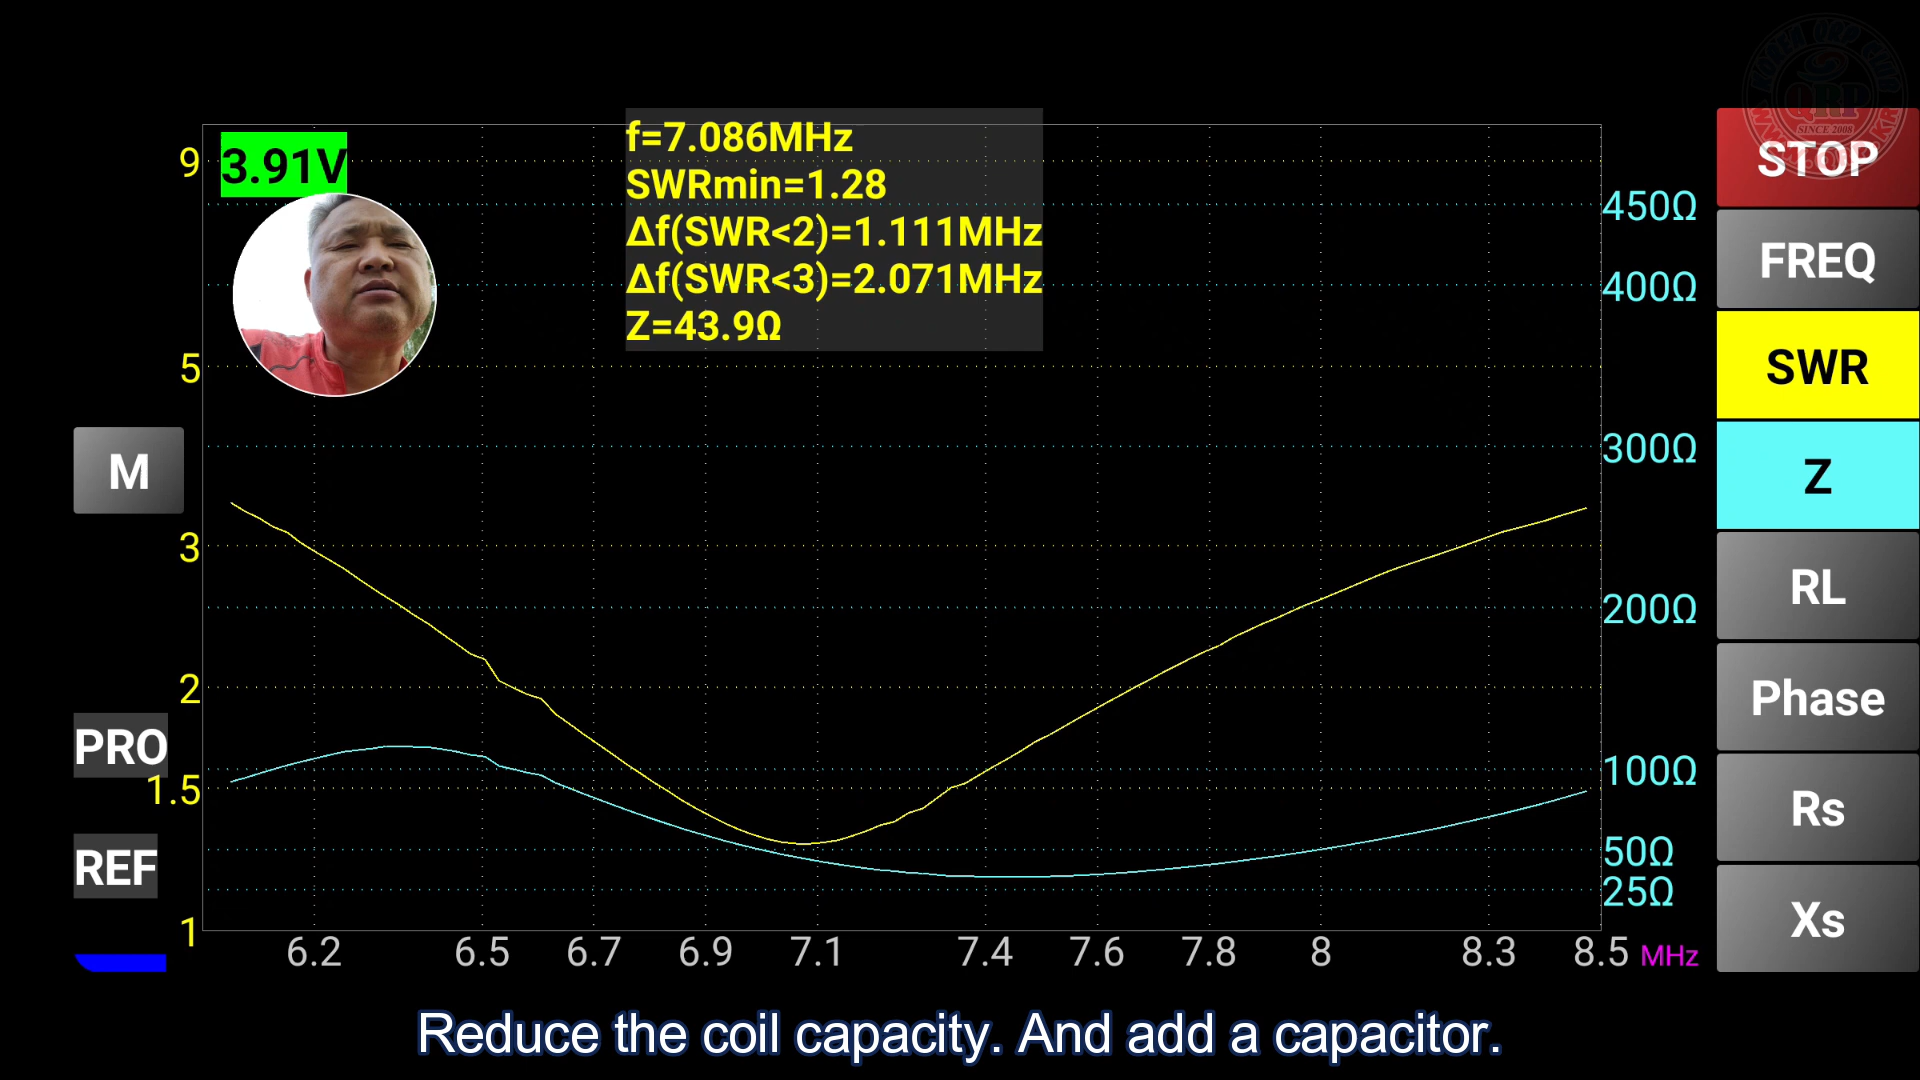 3.91V
f=7.086MHz
SWRmin=1.28
Δf(SWR<2)=1.111MHz
Δf(SWR<3)=2.071MHz
Z=43.9Ω
9
5
3
2
1.5
1
M
PRO
REF
450Ω
400Ω
300Ω
200Ω
100Ω
50Ω
25Ω
6.2 6.5 6.7 6.9 7.1 7.4 7.6 7.8 8 8.3 8.5 MHz
QRP
SINCE 2008
STOP
FREQ
SWR
Z
RL
Phase
Rs
Xs
Reduce the coil capacity. And add a capacitor.